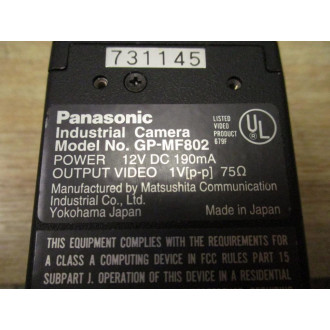 731145
Panasonic
Industrial Camera
Model No. GP-MF802
POWER 12V DC 190mA
OUTPUT VIDEO 1V[p-p] 75Ω
Manufactured by Matsushita Communication
Industrial Co., Ltd.
Yokohama Japan
Made in Japan
LISTED
VIDEO
PRODUCT
679F
UL
THIS EQUIPMENT COMPLIES WITH THE REQUIREMENTS FOR
A CLASS A COMPUTING DEVICE IN FCC RULES PART 15
SUBPART J. OPERATION OF THIS DEVICE IN A RESIDENTIAL